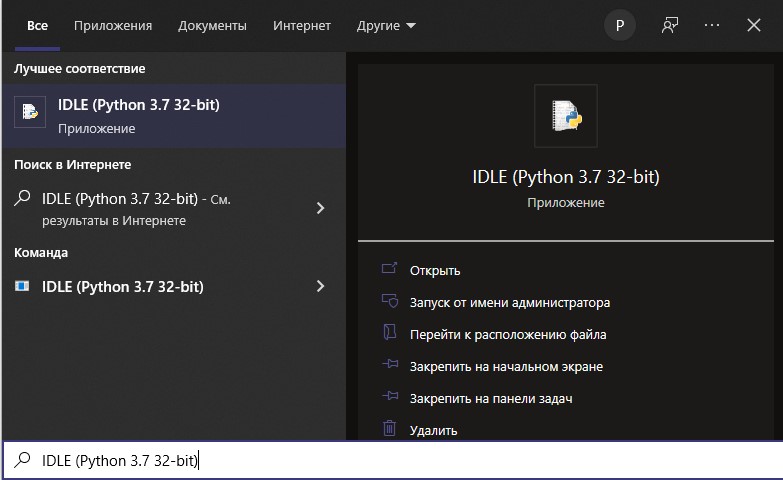 Все Приложения Документы Интернет Другие P
Лучшее соответствие
IDLE (Python 3.7 32-bit)
Приложение
Поиск в Интернете
IDLE (Python 3.7 32-bit) - См.
результаты в Интернете
Команда
IDLE (Python 3.7 32-bit)
IDLE (Python 3.7 32-bit)
Приложение
Открыть
Запуск от имени администратора
Перейти к расположению файла
Закрепить на начальном экране
Закрепить на панели задач
Удалить
IDLE (Python 3.7 32-bit)